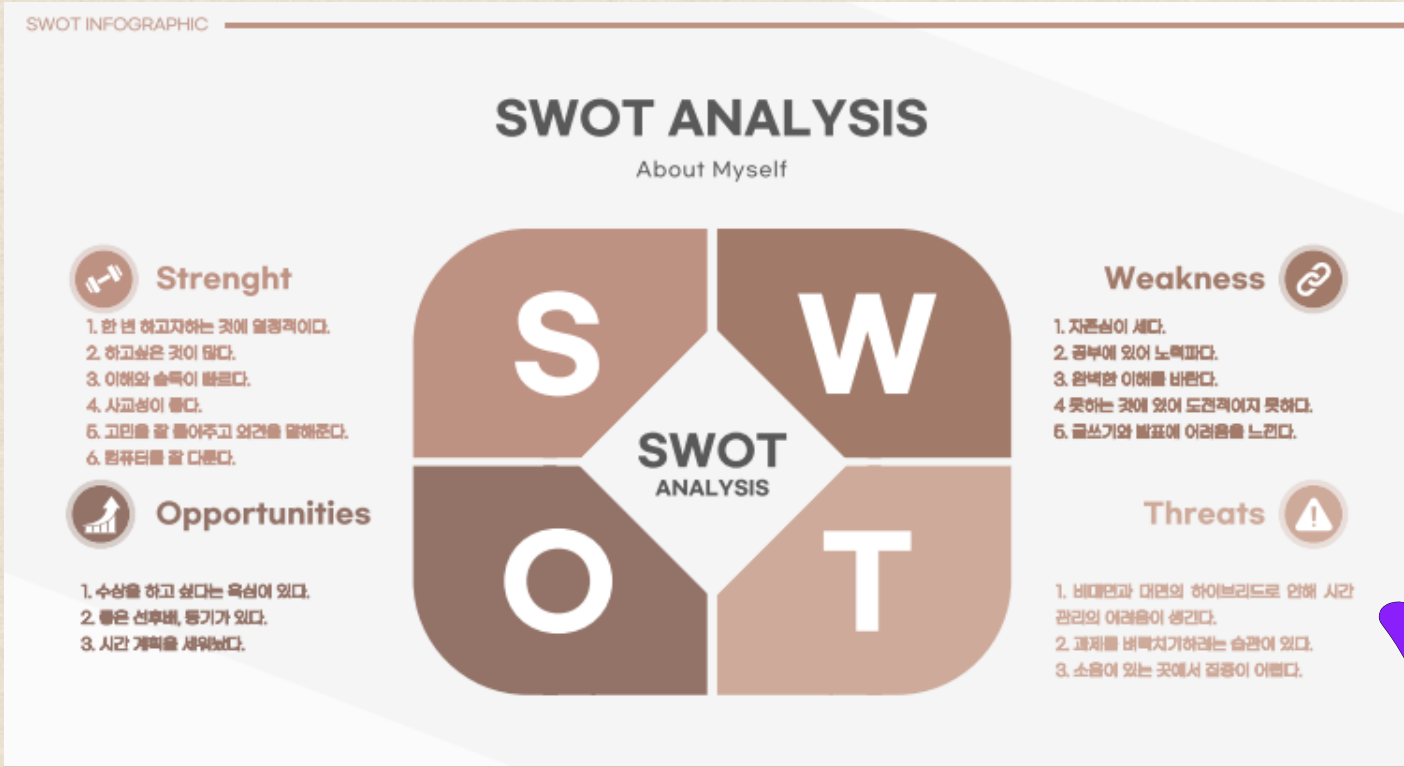 SWOT INFOGRAPHIC
SWOT ANALYSIS
About Myself
Strenght
1. 한 번 하고자하는 것에 열정적이다.
2. 하고싶은 것이 많다.
3. 이해와 습득이 빠르다.
4. 사교성이 좋다.
5. 고민을 잘 들어주고 의견을 말해준다.
6. 컴퓨터를 잘 다룬다.
Opportunities
1. 수상을 하고 싶다는 욕심이 있다.
2. 좋은 선후배, 동기가 있다.
3. 시간 계획을 세워놨다.
S
W
SWOT
ANALYSIS
O
T
Weakness
1. 자존심이 세다.
2. 공부에 있어 노력파다.
3. 완벽한 이해를 바란다.
4 못하는 것에 있어 도전적이지 못하다.
5. 글쓰기와 발표에 어려움을 느낀다.
Threats
1. 비대면과 대면의 하이브리드로 인해 시간
관리의 어려움이 생긴다.
2. 과제를 벼락치기하려는 습관이 있다.
3. 소음이 있는 곳에서 집중이 어렵다.